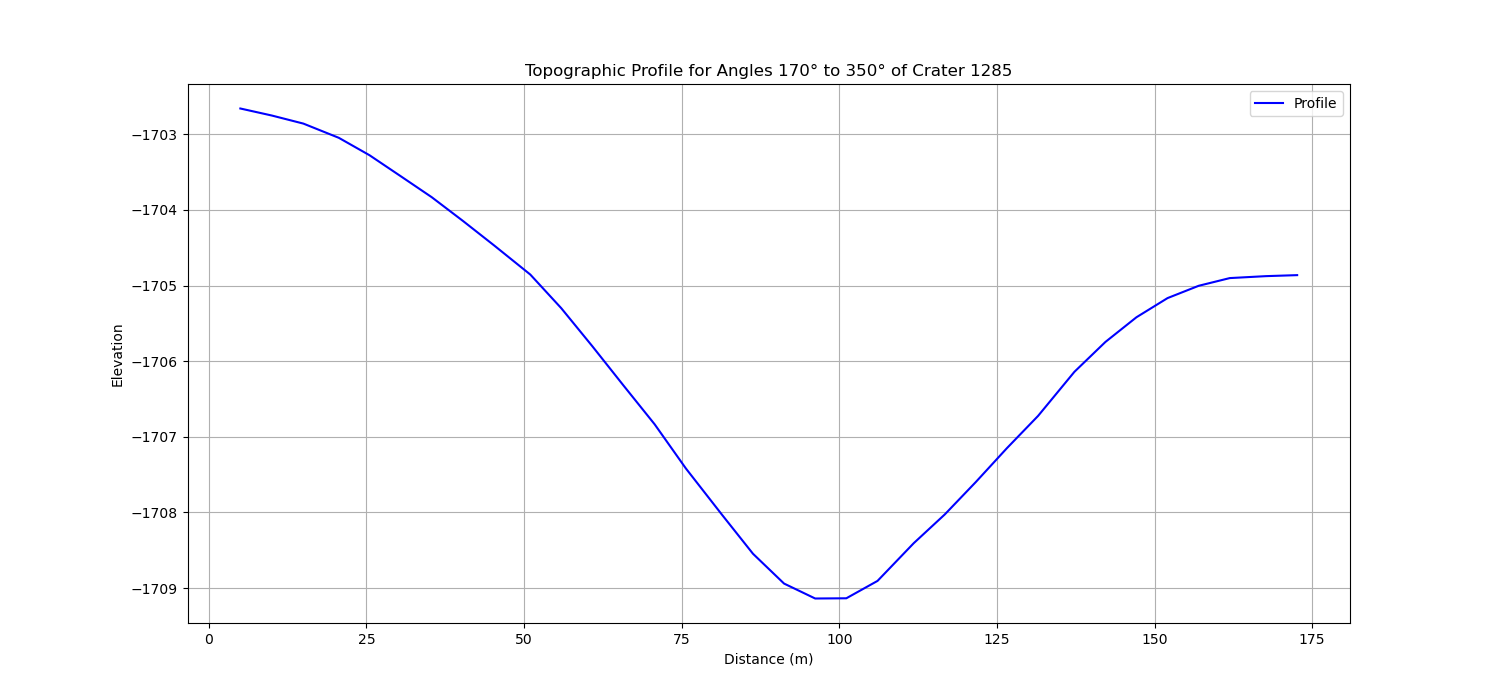 Topographic Profile for Angles 170° to 350° of Crater 1285
Profile
−1703
−1704
−1705
−1706
−1707
−1708
−1709
Elevation
0 25 50 75 100 125 150 175
Distance (m)